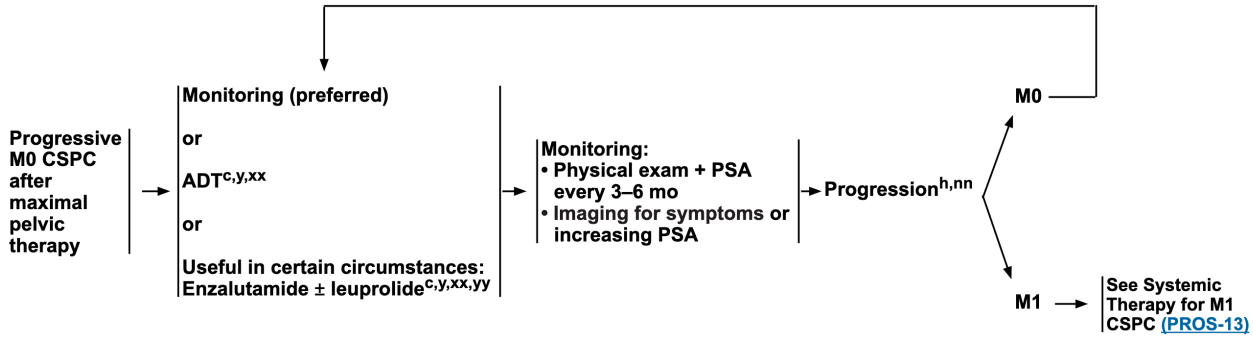 Progressive
M0 CSPC
after
maximal
pelvic
therapy
Monitoring (preferred)
or
ADTc,y,xx
or
Useful in certain circumstances:
Enzalutamide ± leuprolidec,y,xx,yy
Monitoring:
• Physical exam + PSA
every 3–6 mo
• Imaging for symptoms or
increasing PSA
Progressionh,nn
M0
M1
See Systemic
Therapy for M1
CSPC (PROS-13)